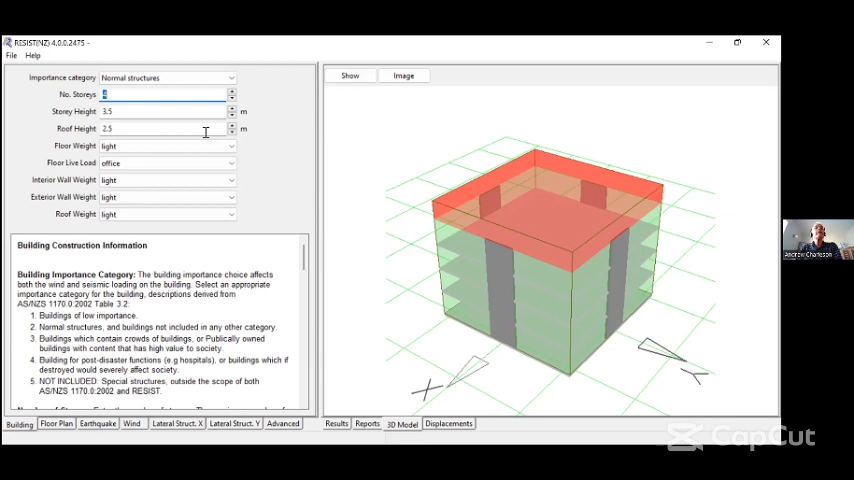 RESIST(NZ) 4.0.0.2475 -
File Help
Importance category Normal structures
No. Storeys 4
Storey Height 3.5 m
Roof Height 2.5 m
Floor Weight light
Floor Live Load office
Interior Wall Weight light
Exterior Wall Weight light
Roof Weight light
Building Construction Information
Building Importance Category: The building importance choice affects
both the wind and seismic loading on the building. Select an appropriate
importance category for the building, descriptions derived from
AS/NZS 1170.0:2002 Table 3.2:
1. Buildings of low importance.
2. Normal structures, and buildings not included in any other category.
3. Buildings which contain crowds of buildings, or Publically owned
buildings with content that has high value to society.
4. Building for post-disaster functions (e.g hospitals), or buildings which if
destroyed would severely affect society.
5. NOT INCLUDED: Special structures, outside the scope of both
AS/NZS 1170.0:2002 and RESIST.
Building Floor Plan Earthquake Wind Lateral Struct. X Lateral Struct. Y Advanced
Show Image
X
Y
Results Reports 3D Model Displacements
Andrew Charleson
CapCut